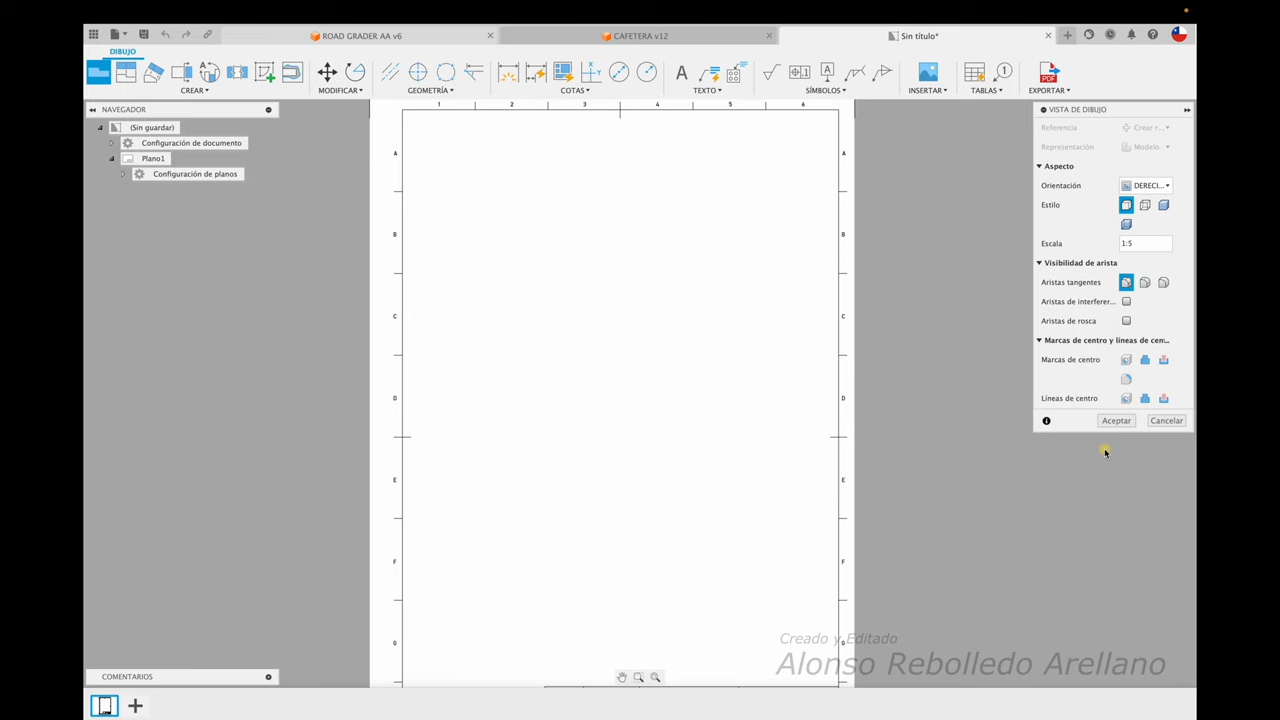 ROAD GRADER AA v6
CAFETERA v12
Sin título*
DIBUJO
CREAR
MODIFICAR
GEOMETRÍA
COTAS
TEXTO
SÍMBOLOS
INSERTAR
TABLAS
PDF
EXPORTAR
NAVEGADOR
(Sin guardar)
Configuración de documento
Plano1
Configuración de planos
1 2 3 4 5 6
A A
B B
C C
D D
E E
F F
G G
VISTA DE DIBUJO
Referencia Crear r...
Representación Modelo
Aspecto
Orientación DERECI...
Estilo
Escala 1:5
Visibilidad de arista
Aristas tangentes
Aristas de interferer...
Aristas de rosca
Marcas de centro y líneas de cen...
Marcas de centro
Líneas de centro
Aceptar Cancelar
Creado y Editado
Alonso Rebolledo Arellano
COMENTARIOS